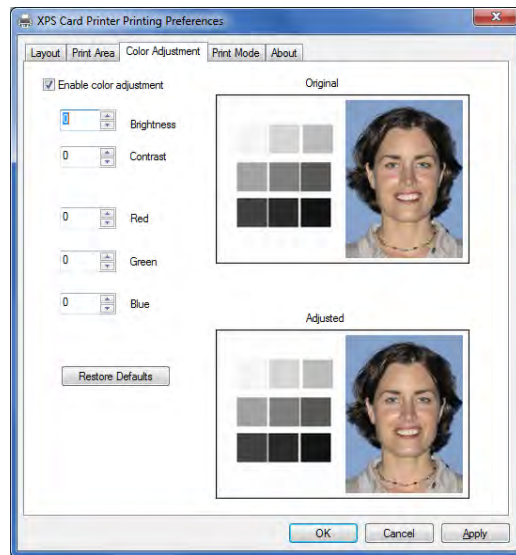 XPS Card Printer Printing Preferences
Layout Print Area Color Adjustment Print Mode About
Enable color adjustment
Original
0 Brightness
0 Contrast
0 Red
0 Green
0 Blue
Adjusted
Restore Defaults
OK Cancel Apply